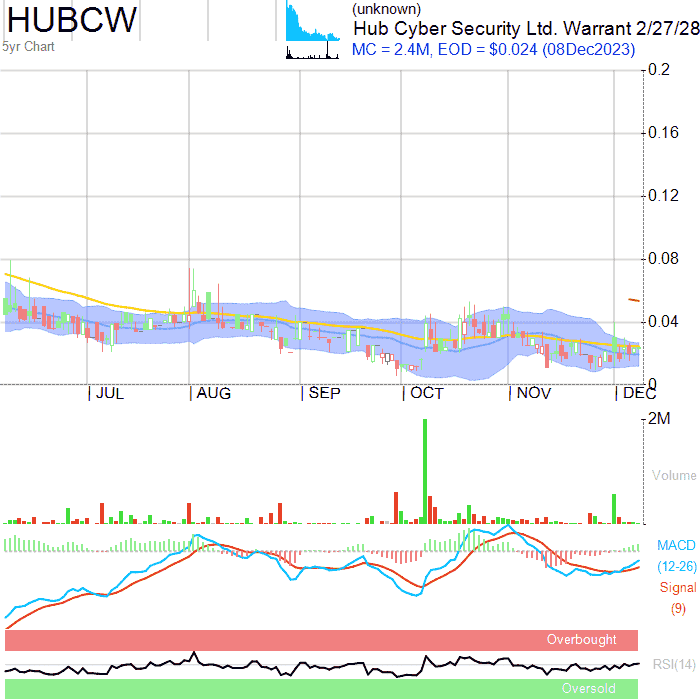 HUBCW
5yr Chart
(unknown)
Hub Cyber Security Ltd. Warrant 2/27/28
MC = 2.4M, EOD = $0.024 (08Dec2023)
0.2
0.16
0.12
0.08
0.04
0
JUL AUG SEP OCT NOV DEC
2M
Volume
MACD
(12-26)
Signal
(9)
Overbought
RSI(14)
Oversold